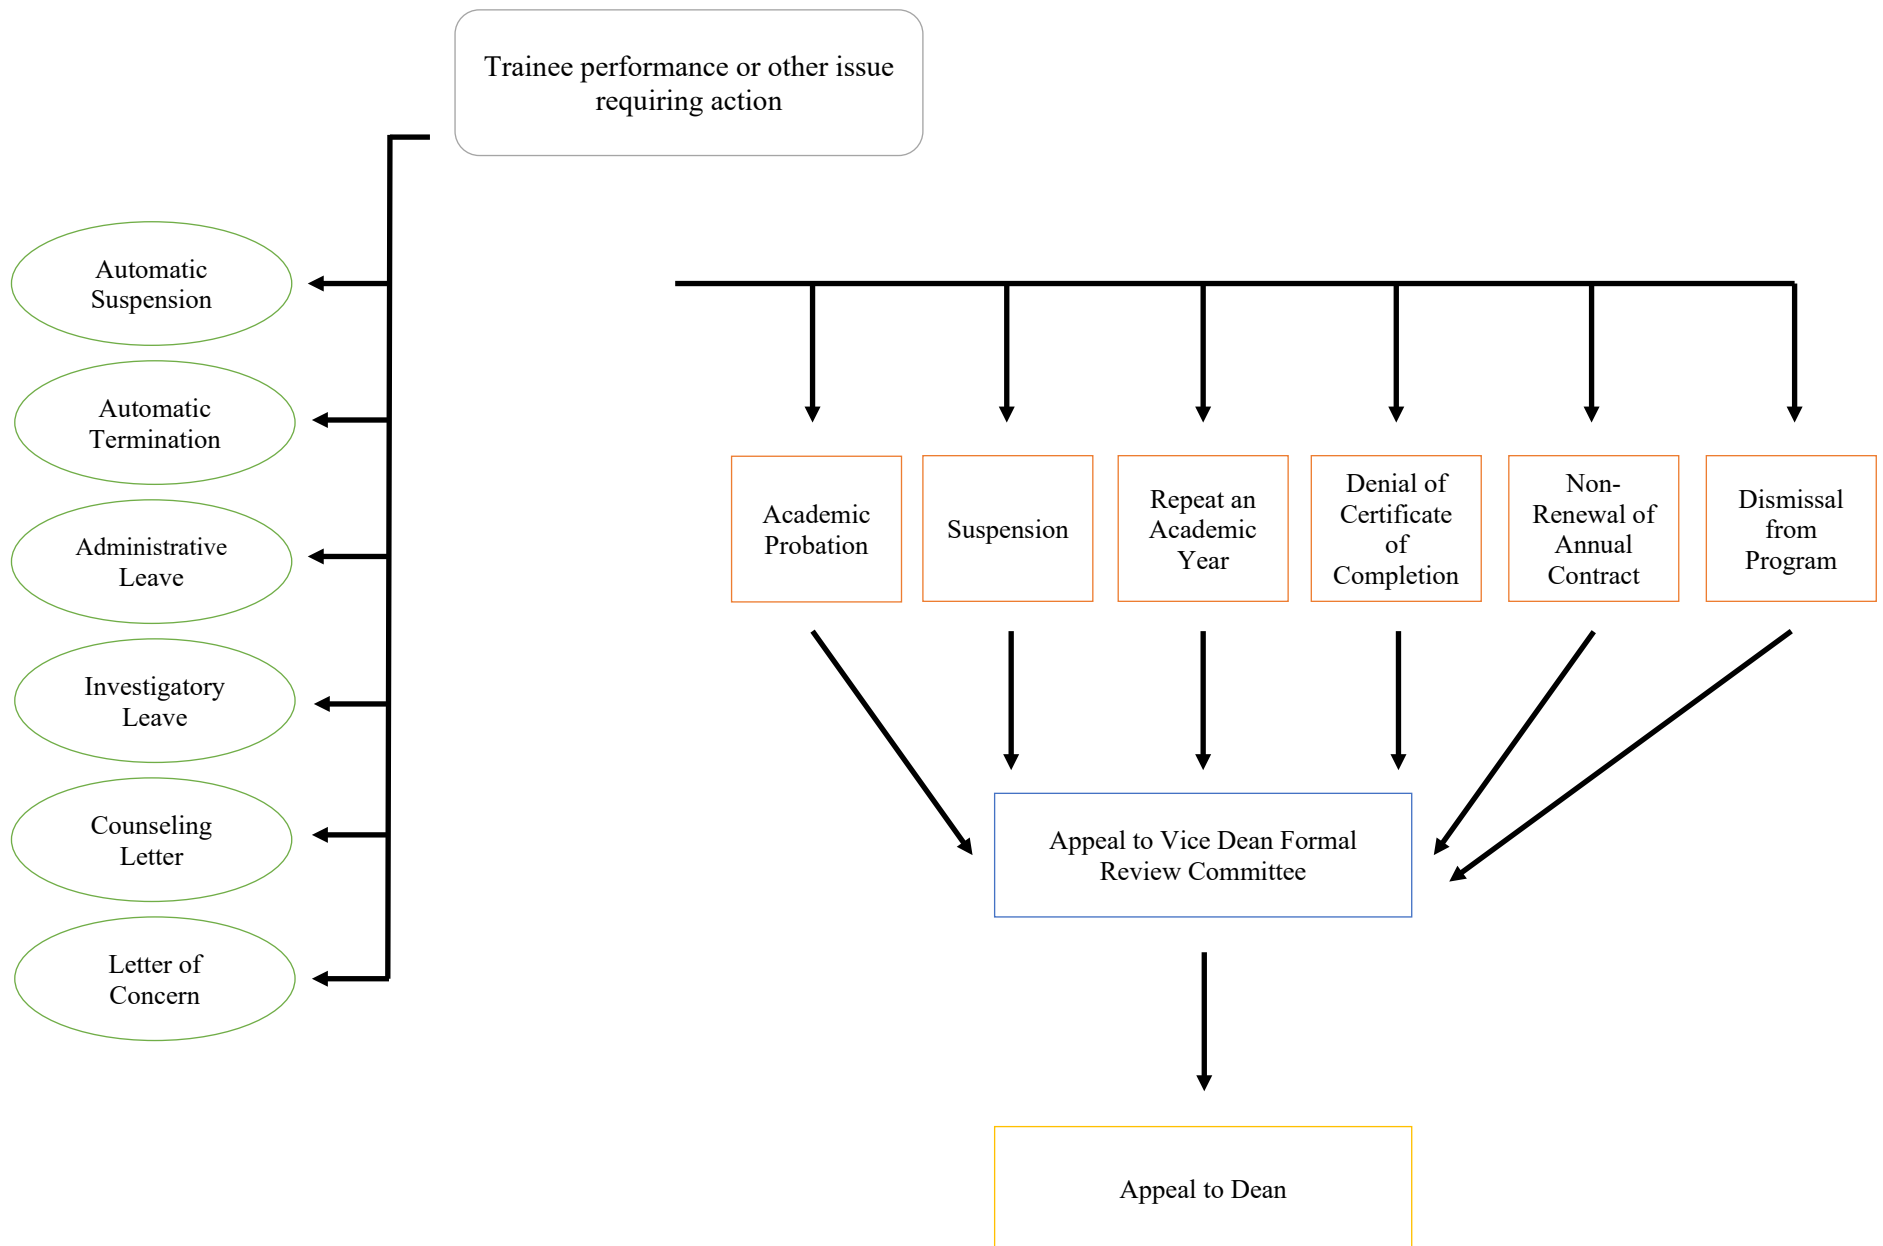 Trainee performance or other issue
requiring action
Automatic
Suspension
Automatic
Termination
Administrative
Leave
Investigatory
Leave
Counseling
Letter
Letter of
Concern
Academic
Probation
Suspension
Repeat an
Academic
Year
Denial of
Certificate
of
Completion
Non-
Renewal of
Annual
Contract
Dismissal
from
Program
Appeal to Vice Dean Formal
Review Committee
Appeal to Dean